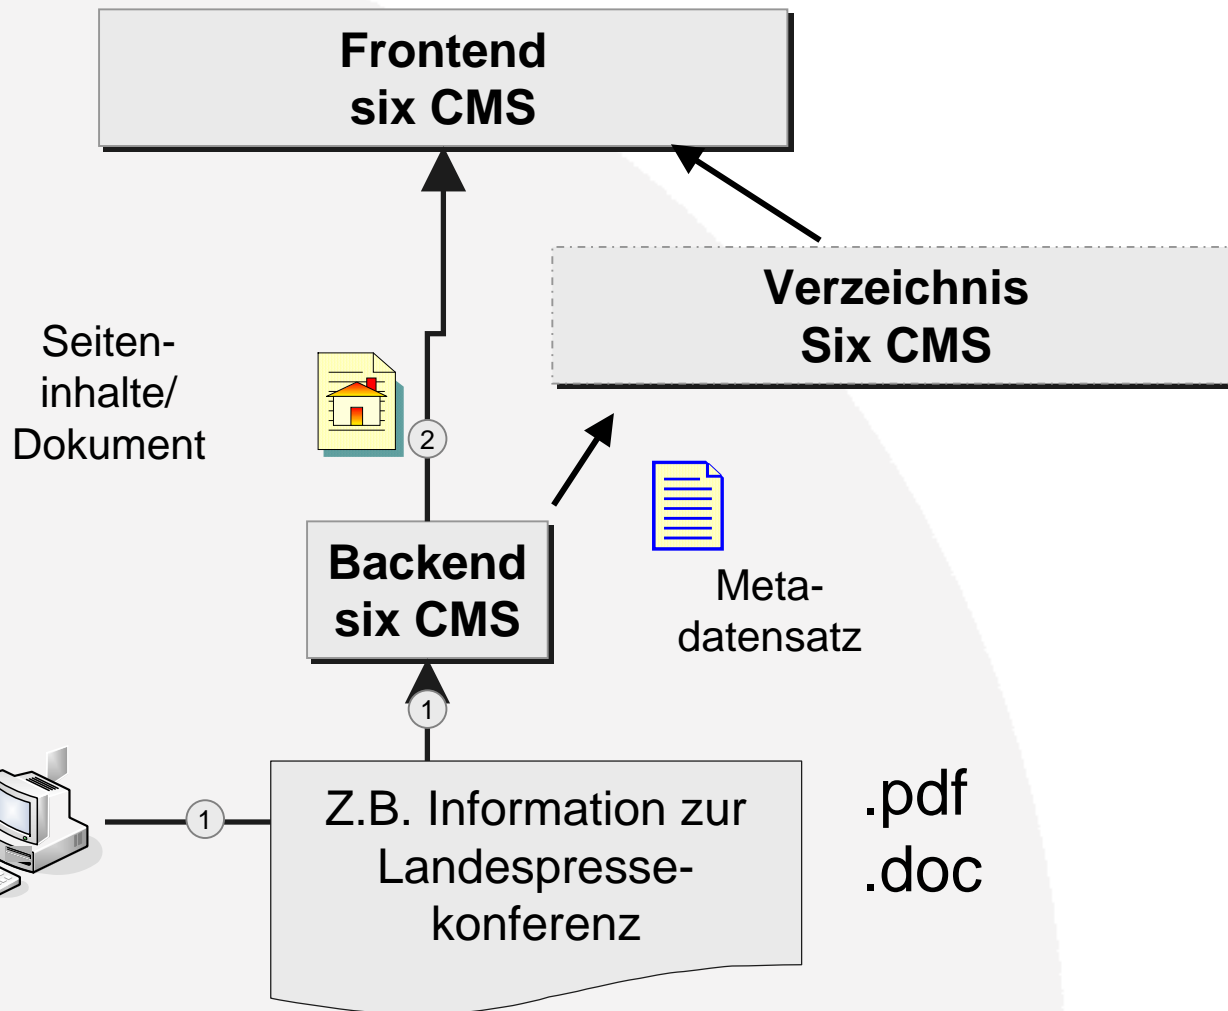 Frontend
six CMS
Verzeichnis
Six CMS
Seiten-
inhalte/
Dokument
2
Backend
six CMS
Meta-
datensatz
1
1
Z.B. Information zur
Landespresse-
konferenz
.pdf
.doc